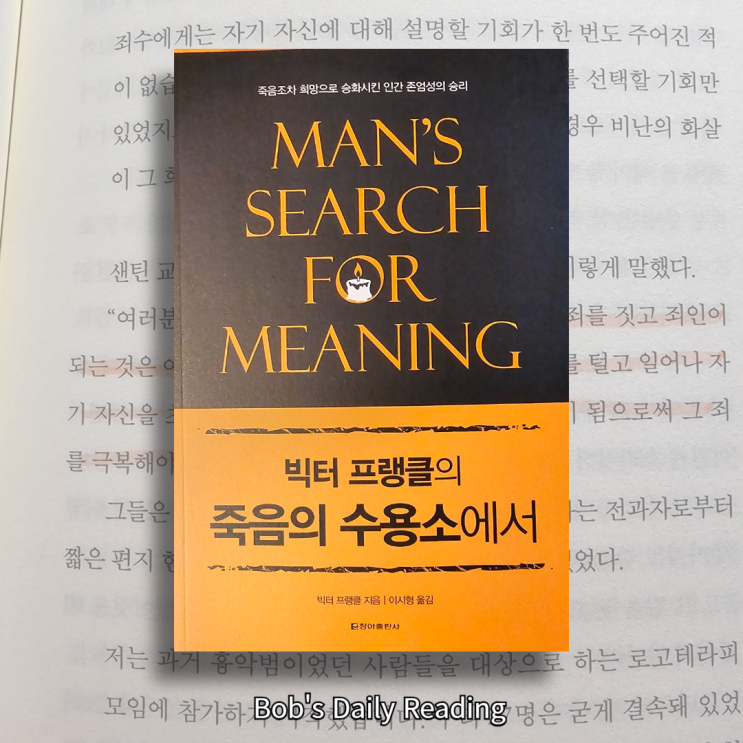 죄수에게는 자기 자신에 대해 설명할 기회가 한 번도 주어진 적
이 없습
를 선택할 기회만
있었지
경우 비난의 화살
이 그
샌틴 교
이렇게 말했다.
“여러분
죄를 짓고 죄인이
되는 것은
를 털고 일어나 자
기 자신을
됨으로써 그 죄
를 극복해야
그들은
는 전과자로부터
짧은 편지
있었다.
죽음조차 희망으로 승화시킨 인간 존엄성의 승리
MAN'S
SEARCH
FOR
MEANING
빅터 프랭클의
죽음의 수용소에서
빅터 프랭클 지음 | 이시형 옮김
청아출판사
저는 과거 흉악범이었던 사람들을 대상으로 하는 로고테라피
모임에 참가하
7명은 굳게 결속돼 있었
Bob's Daily Reading